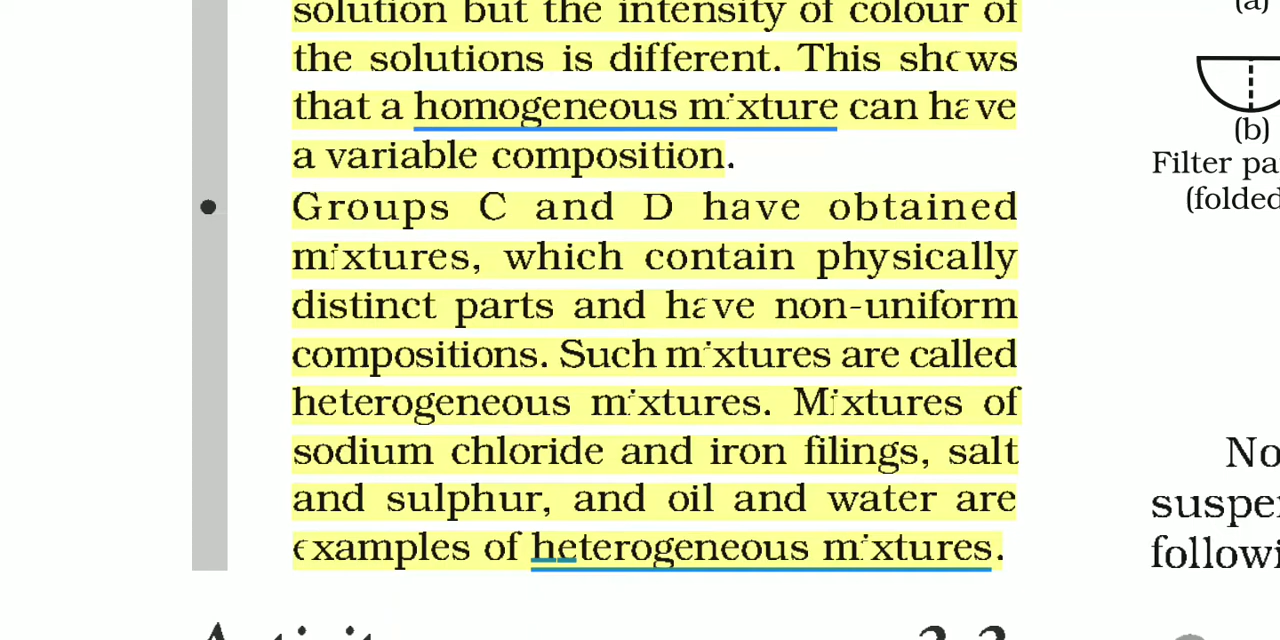 solution but the intensity of colour of
the solutions is different. This shows
that a homogeneous mixture can have
a variable composition.
• Groups C and D have obtained
mixtures, which contain physically
distinct parts and have non-uniform
compositions. Such mixtures are called
heterogeneous mixtures. Mixtures of
sodium chloride and iron filings, salt
and sulphur, and oil and water are
examples of heterogeneous mixtures.
(a)
(b)
Filter pa
(folded
No
suspe
followi